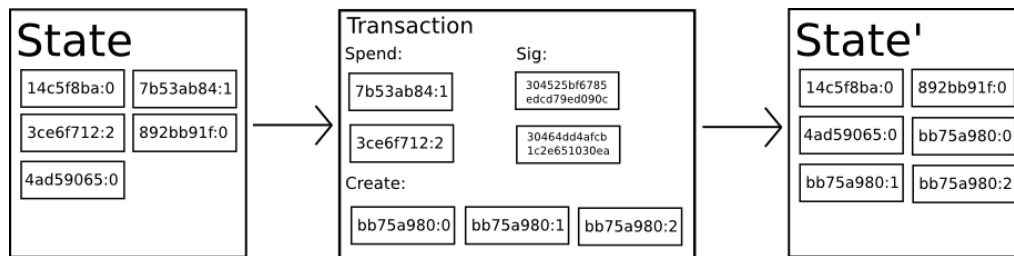 State
14c5f8ba:0 7b53ab84:1
3ce6f712:2 892bb91f:0
4ad59065:0
Transaction
Spend: Sig:
7b53ab84:1
304525bf6785
edcd79ed090c
3ce6f712:2
30464dd4afcb
1c2e651030ea
Create:
bb75a980:0 bb75a980:1 bb75a980:2
State'
14c5f8ba:0 892bb91f:0
4ad59065:0 bb75a980:0
bb75a980:1 bb75a980:2